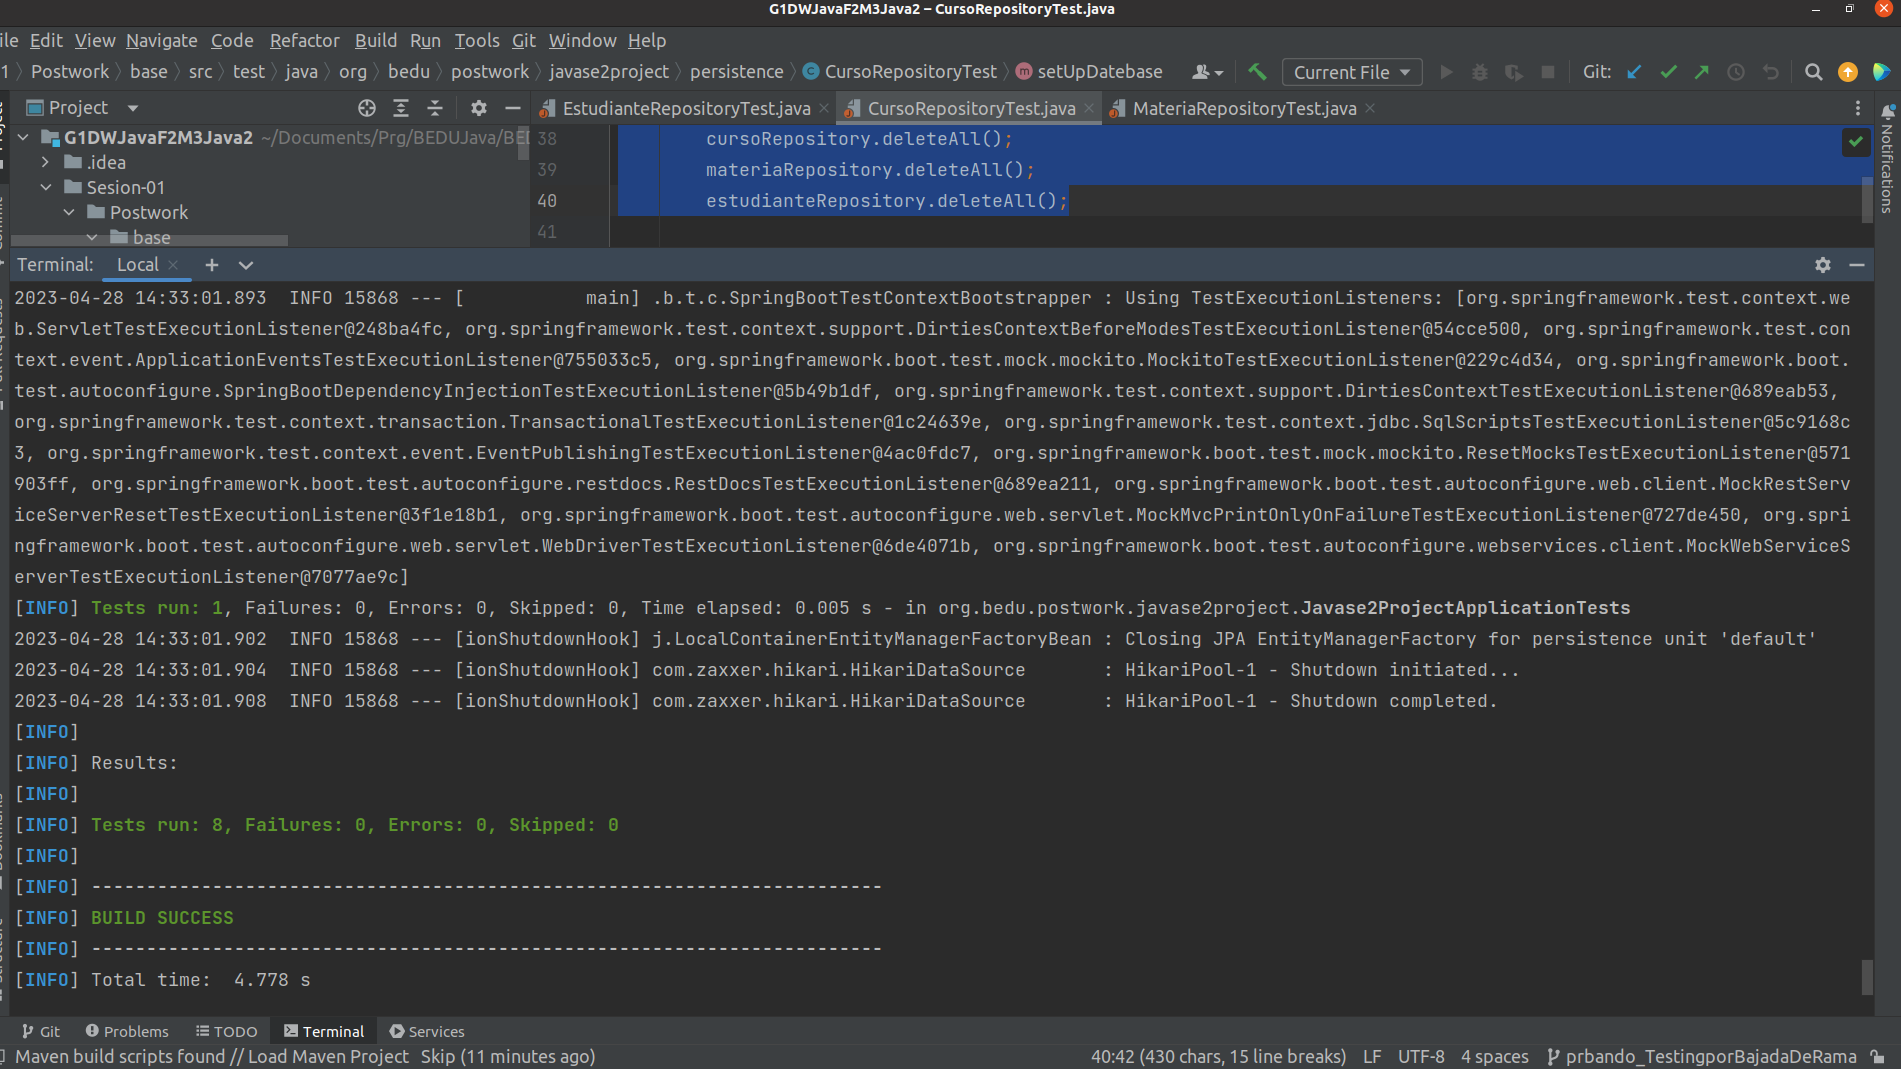 G1DWJavaF2M3Java2 – CursoRepositoryTest.java
ile Edit View Navigate Code Refactor Build Run Tools Git Window Help
1 Postwork base src test java org bedu postwork javase2project persistence CursoRepositoryTest setUpDatebase Current File Git:
Project EstudianteRepositoryTest.java CursoRepositoryTest.java MateriaRepositoryTest.java
G1DWJavaF2M3Java2 ~/Documents/Prg/BEDUJava/BED
.idea
Sesion-01
Postwork
base
38 cursoRepository.deleteAll();
39 materiaRepository.deleteAll();
40 estudianteRepository.deleteAll();
41
Notifications
Terminal: Local
2023-04-28 14:33:01.893  INFO 15868 --- [           main] .b.t.c.SpringBootTestContextBootstrapper : Using TestExecutionListeners: [org.springframework.test.context.we
b.ServletTestExecutionListener@248ba4fc, org.springframework.test.context.support.DirtiesContextBeforeModesTestExecutionListener@54cce500, org.springframework.test.con
text.event.ApplicationEventsTestExecutionListener@755033c5, org.springframework.boot.test.mock.mockito.MockitoTestExecutionListener@229c4d34, org.springframework.boot.
test.autoconfigure.SpringBootDependencyInjectionTestExecutionListener@5b49b1df, org.springframework.test.context.support.DirtiesContextTestExecutionListener@689eab53,
org.springframework.test.context.transaction.TransactionalTestExecutionListener@1c24639e, org.springframework.test.context.jdbc.SqlScriptsTestExecutionListener@5c9168c
3, org.springframework.test.context.event.EventPublishingTestExecutionListener@4ac0fdc7, org.springframework.boot.test.mock.mockito.ResetMocksTestExecutionListener@571
903ff, org.springframework.boot.test.autoconfigure.restdocs.RestDocsTestExecutionListener@689ea211, org.springframework.boot.test.autoconfigure.web.client.MockRestServ
iceServerResetTestExecutionListener@3f1e18b1, org.springframework.boot.test.autoconfigure.web.servlet.MockMvcPrintOnlyOnFailureTestExecutionListener@727de450, org.spri
ngframework.boot.test.autoconfigure.web.servlet.WebDriverTestExecutionListener@6de4071b, org.springframework.boot.test.autoconfigure.webservices.client.MockWebServiceS
erverTestExecutionListener@7077ae9c]
[INFO] Tests run: 1, Failures: 0, Errors: 0, Skipped: 0, Time elapsed: 0.005 s - in org.bedu.postwork.javase2project.Javase2ProjectApplicationTests
2023-04-28 14:33:01.902  INFO 15868 --- [ionShutdownHook] j.LocalContainerEntityManagerFactoryBean : Closing JPA EntityManagerFactory for persistence unit 'default'
2023-04-28 14:33:01.904  INFO 15868 --- [ionShutdownHook] com.zaxxer.hikari.HikariDataSource       : HikariPool-1 - Shutdown initiated...
2023-04-28 14:33:01.908  INFO 15868 --- [ionShutdownHook] com.zaxxer.hikari.HikariDataSource       : HikariPool-1 - Shutdown completed.
[INFO]
[INFO] Results:
[INFO]
[INFO] Tests run: 8, Failures: 0, Errors: 0, Skipped: 0
[INFO]
[INFO] ------------------------------------------------------------------------
[INFO] BUILD SUCCESS
[INFO] ------------------------------------------------------------------------
[INFO] Total time:  4.778 s
Git Problems TODO Terminal Services
Maven build scripts found // Load Maven Project Skip (11 minutes ago) 40:42 (430 chars, 15 line breaks) LF UTF-8 4 spaces prbando_TestingporBajadaDeRama